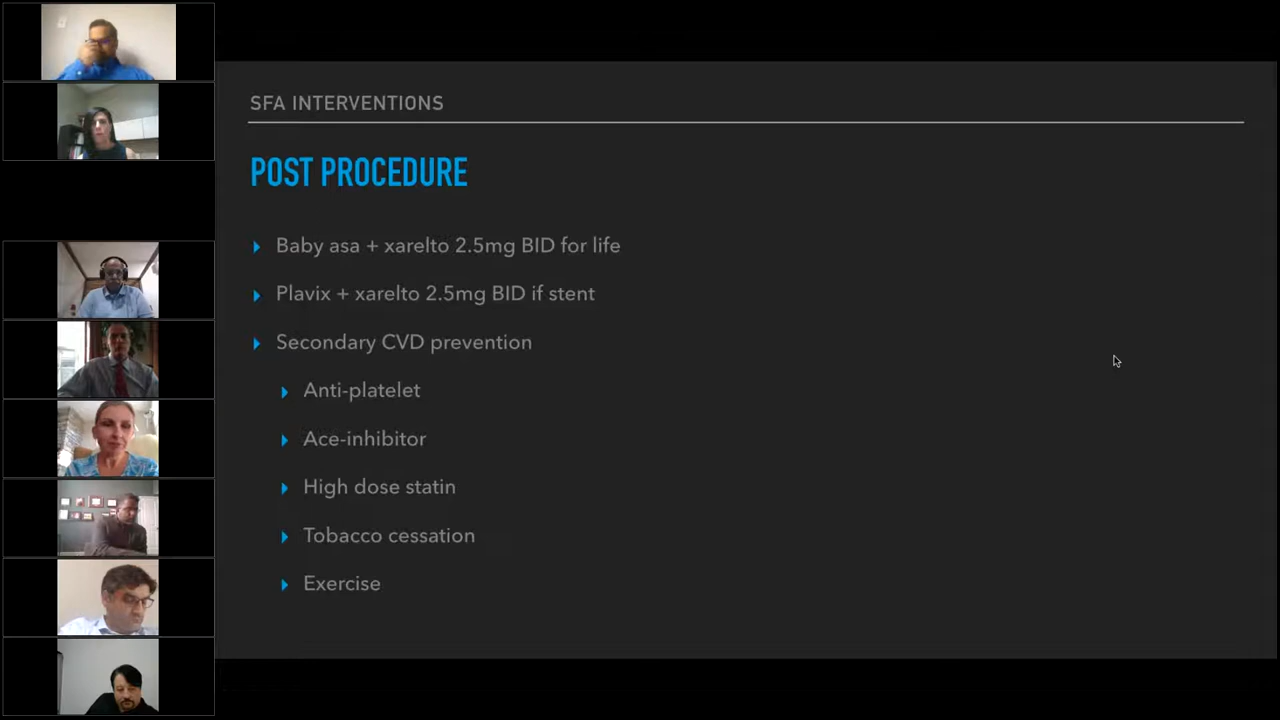 SFA INTERVENTIONS
POST PROCEDURE
Baby asa + xarelto 2.5mg BID for life
Plavix + xarelto 2.5mg BID if stent
Secondary CVD prevention
Anti-platelet
Ace-inhibitor
High dose statin
Tobacco cessation
Exercise